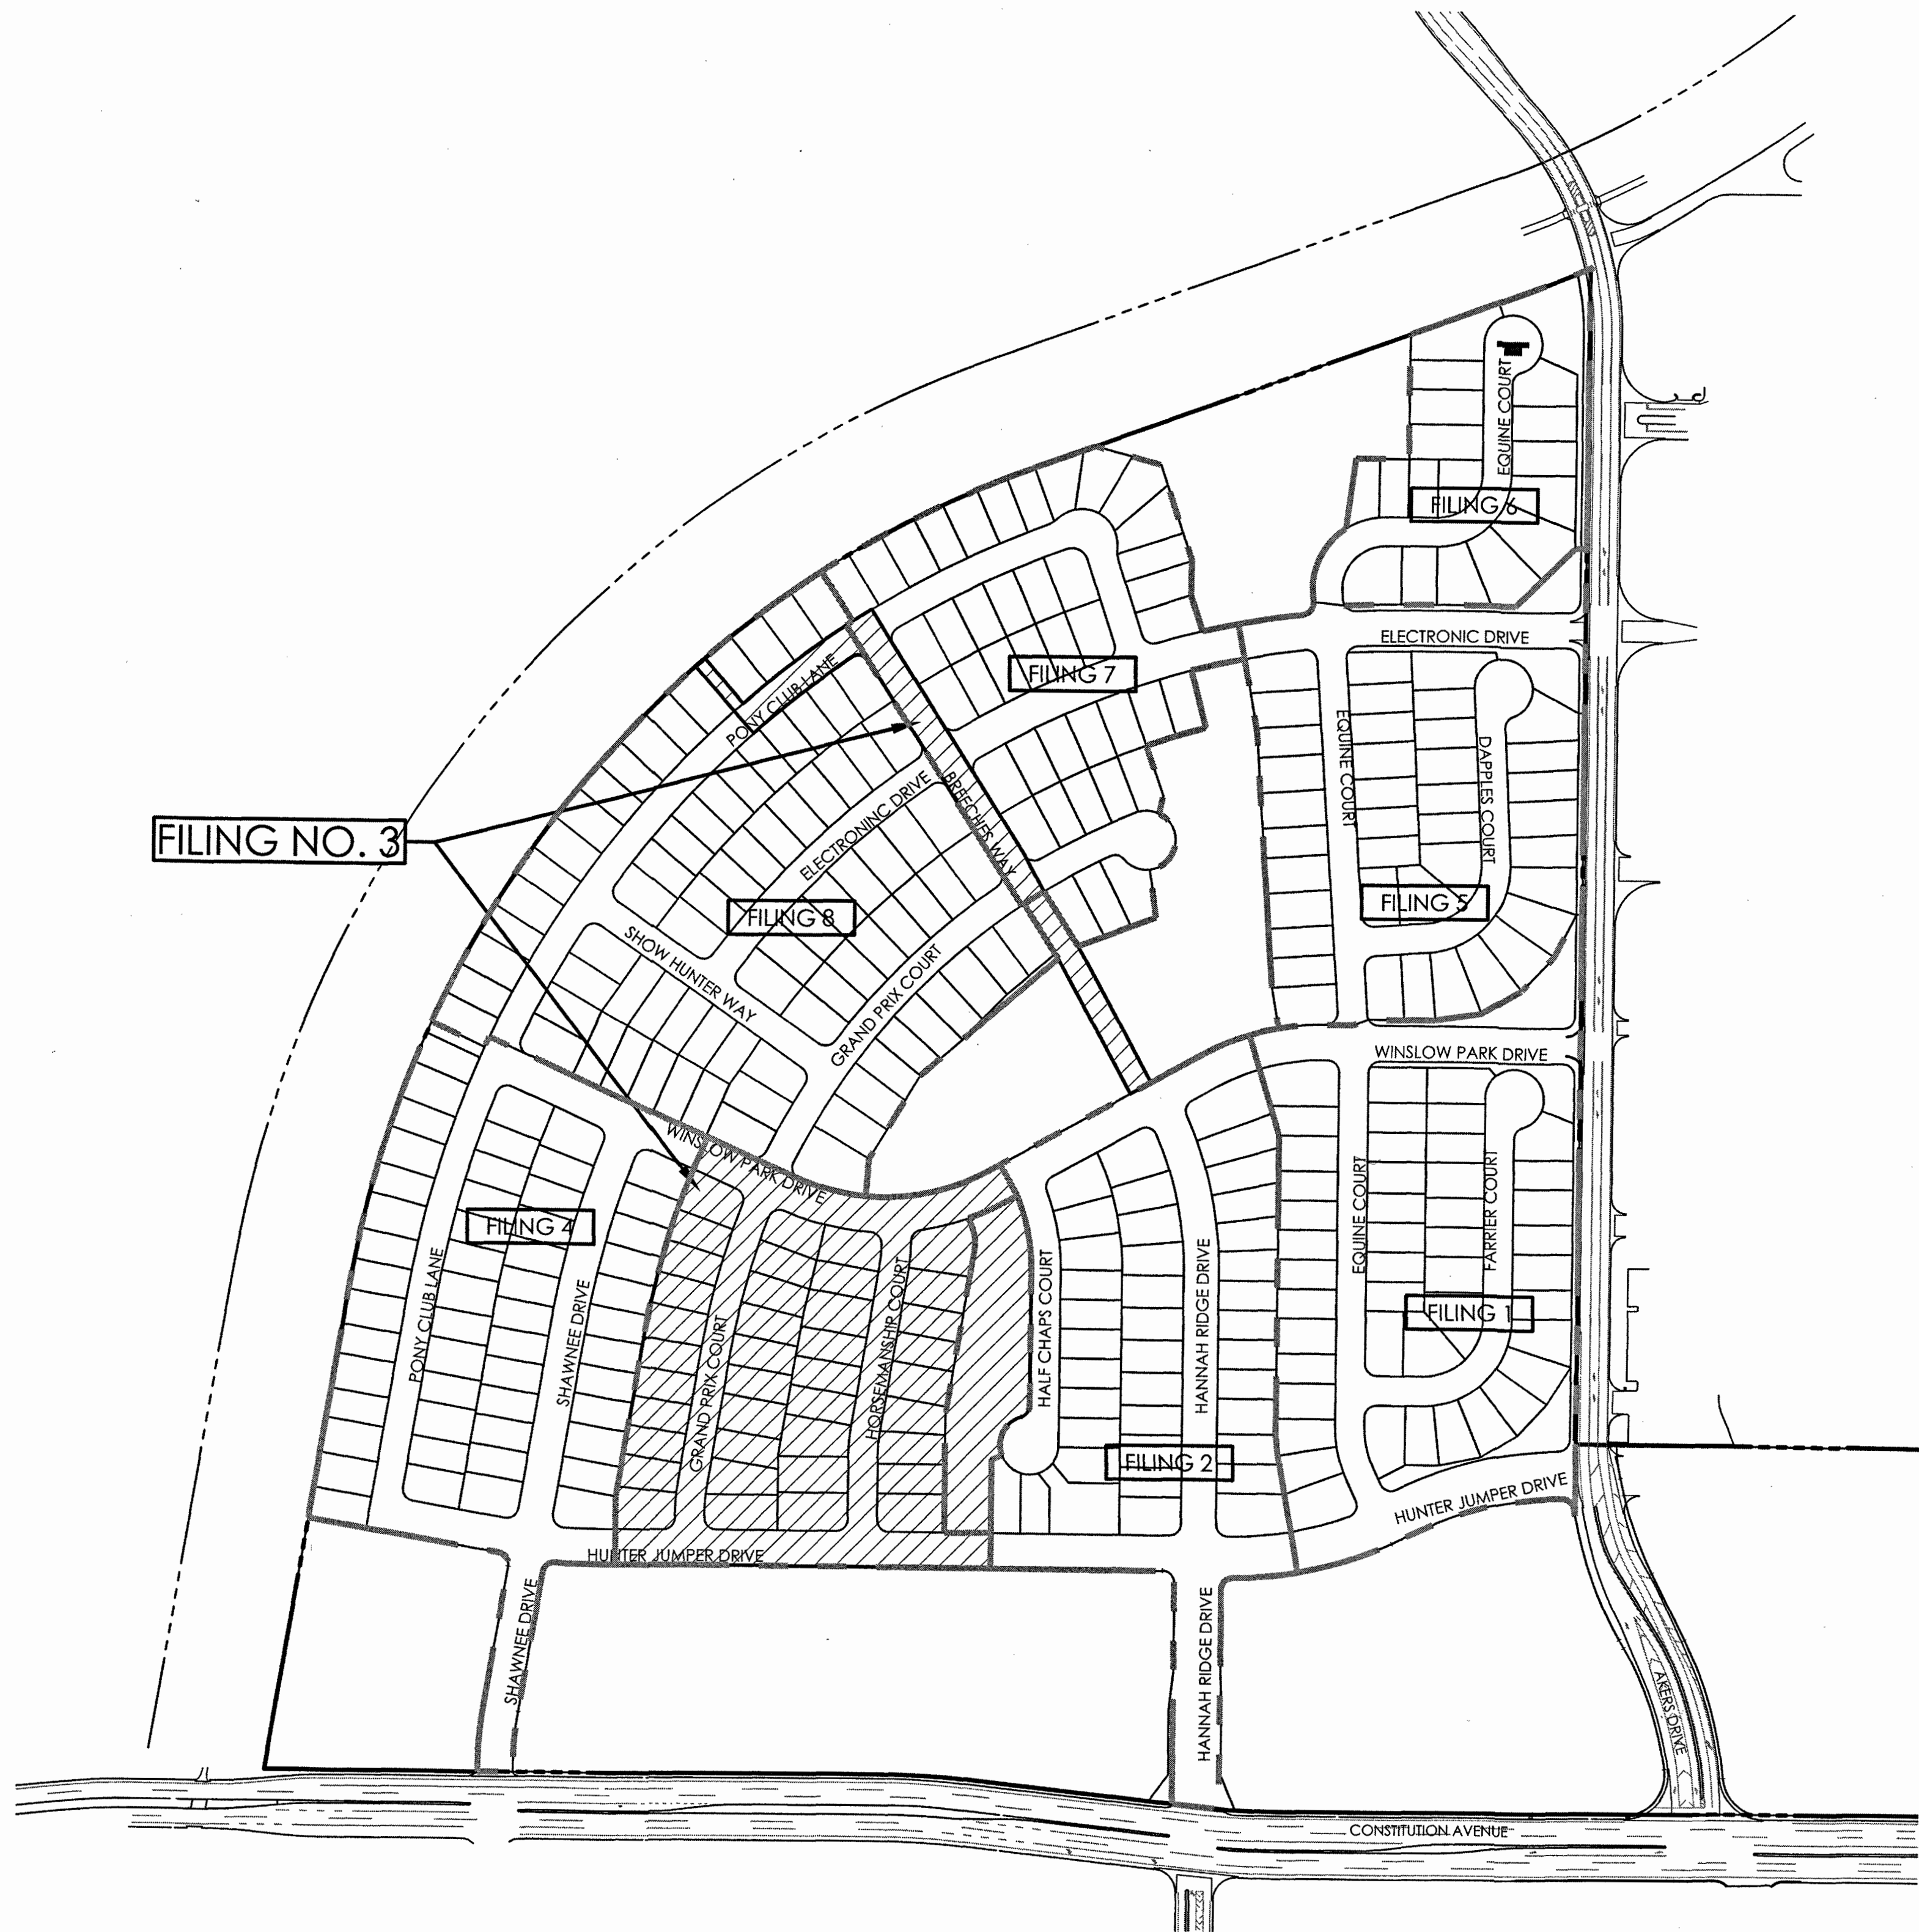 EQUINE COURT
FILING 6
ELECTRONIC DRIVE
FILING 7
PONY CLUB LANE
EQUINE COURT
DAPPLES COURT
BREECHES WAY
ELECTRONINC DRIVE
FILING NO. 3
FILING 5
FILING 8
SHOW HUNTER WAY
GRAND PRIX COURT
WINSLOW PARK DRIVE
WINSLOW PARK DRIVE
FILING 4
EQUINE COURT
FARRIER COURT
PONY CLUB LANE
SHAWNEE DRIVE
GRAND PRIX COURT
HORSEMANSHIP COURT
HALF CHAPS COURT
HANNAH RIDGE DRIVE
FILING 1
FILING 2
HUNTER JUMPER DRIVE
HUNTER JUMPER DRIVE
SHAWNEE DRIVE
HANNAH RIDGE DRIVE
AKERS DRIVE
CONSTITUTION AVENUE